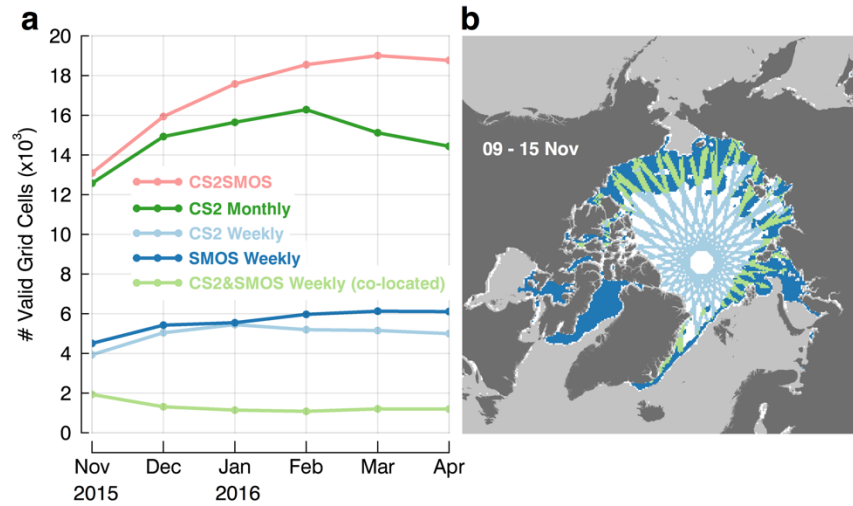 a
b
# Valid Grid Cells (x10³)
20
18
16
14
12
10
8
6
4
2
0
CS2SMOS
CS2 Monthly
CS2 Weekly
SMOS Weekly
CS2&SMOS Weekly (co-located)
Nov Dec Jan Feb Mar Apr
2015 2016
09 - 15 Nov